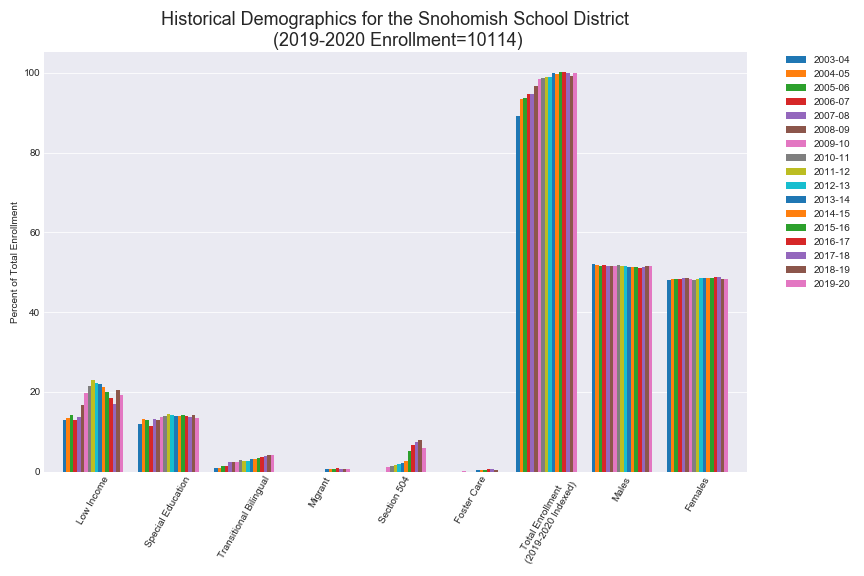 Historical Demographics for the Snohomish School District
(2019-2020 Enrollment=10114)
Percent of Total Enrollment
100
80
60
40
20
0
Low Income
Special Education
Transitional Bilingual
Migrant
Section 504
Foster Care
Total Enrollment
(2019-2020 Indexed)
Males
Females
2003-04
2004-05
2005-06
2006-07
2007-08
2008-09
2009-10
2010-11
2011-12
2012-13
2013-14
2014-15
2015-16
2016-17
2017-18
2018-19
2019-20